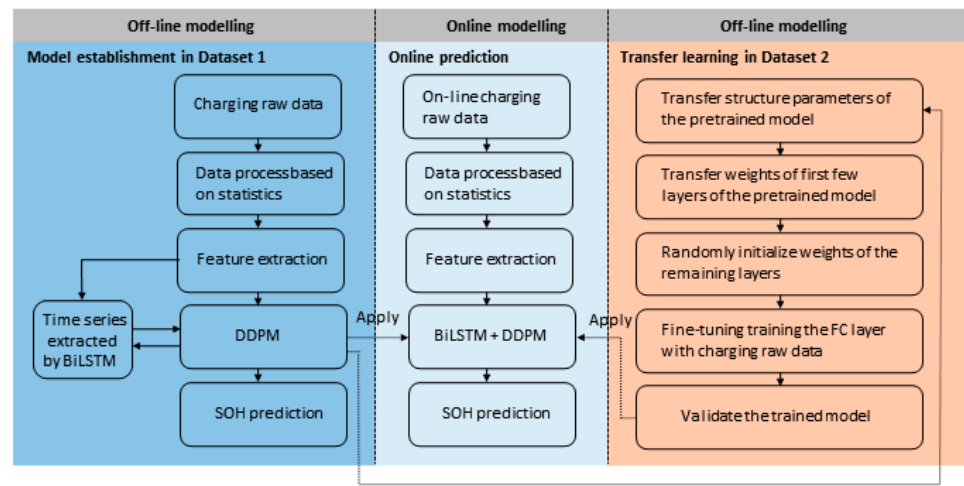 Off-line modelling
Online modelling
Off-line modelling
Model establishment in Dataset 1
Charging raw data
Data processbased
on statistics
Feature extraction
Time series
extracted
by BiLSTM
DDPM
SOH prediction
Apply
Online prediction
On-line charging
raw data
Data processbased
on statistics
Feature extraction
BiLSTM + DDPM
SOH prediction
Apply
Transfer learning in Dataset 2
Transfer structure parameters of
the pretrained model
Transfer weights of first few
layers of the pretrained model
Randomly initialize weights of the
remaining layers
Fine-tuning training the FC layer
with charging raw data
Validate the trained model